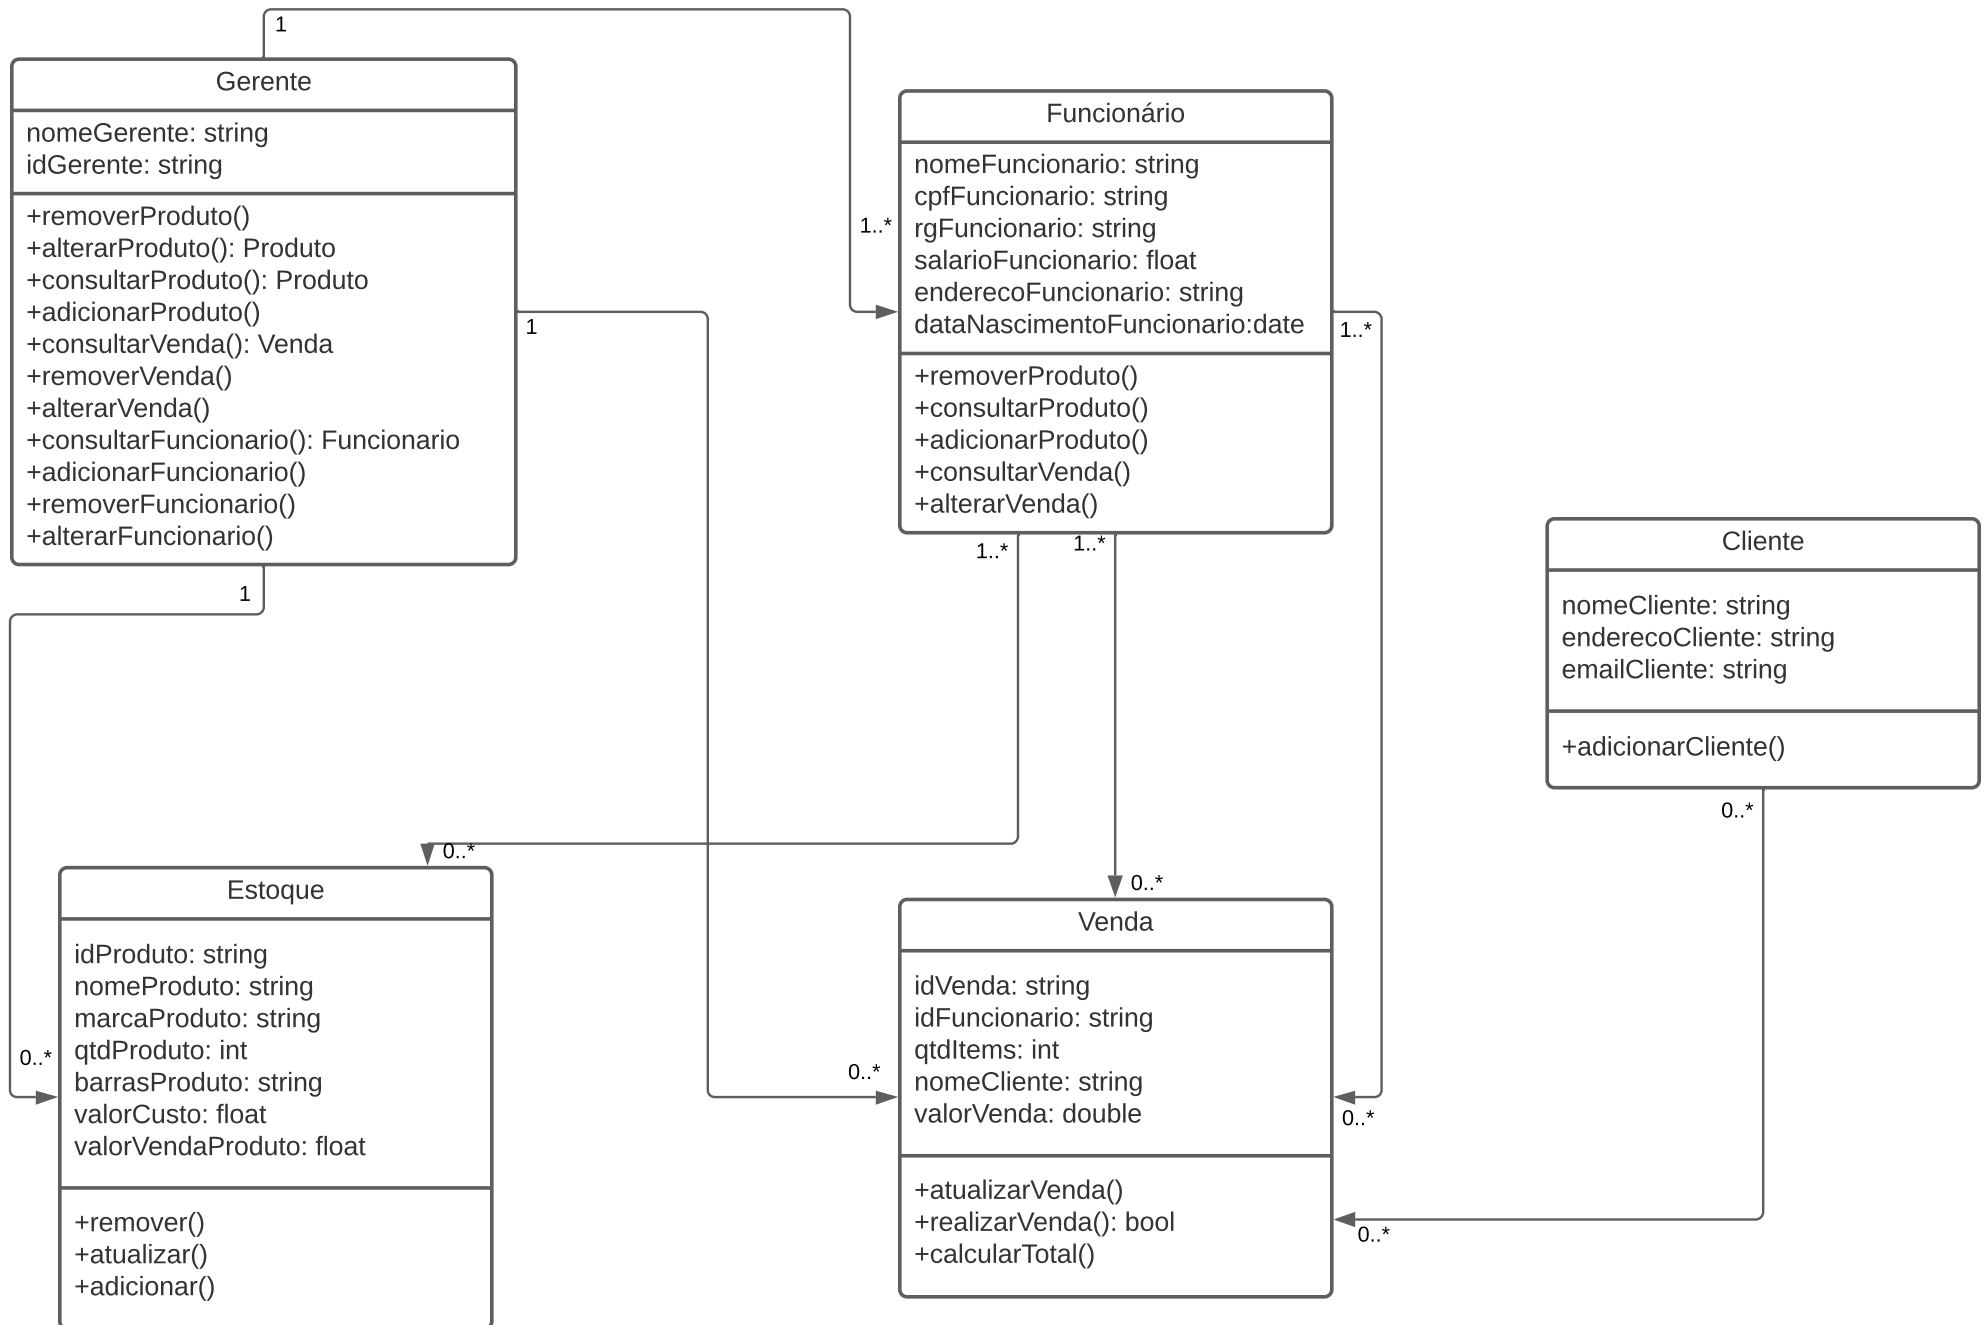 1
Gerente
nomeGerente: string
idGerente: string
+removerProduto()
+alterarProduto(): Produto
+consultarProduto(): Produto
+adicionarProduto()
+consultarVenda(): Venda
+removerVenda()
+alterarVenda()
+consultarFuncionario(): Funcionario
+adicionarFuncionario()
+removerFuncionario()
+alterarFuncionario()
1
1
1..*
Funcionário
nomeFuncionario: string
cpfFuncionario: string
rgFuncionario: string
salarioFuncionario: float
enderecoFuncionario: string
dataNascimentoFuncionario:date
+removerProduto()
+consultarProduto()
+adicionarProduto()
+consultarVenda()
+alterarVenda()
1..*
1..*
1..*
Cliente
nomeCliente: string
enderecoCliente: string
emailCliente: string
+adicionarCliente()
0..*
0..*
0..*
Estoque
idProduto: string
nomeProduto: string
marcaProduto: string
qtdProduto: int
barrasProduto: string
valorCusto: float
valorVendaProduto: float
+remover()
+atualizar()
+adicionar()
0..*
0..*
Venda
idVenda: string
idFuncionario: string
qtdItems: int
nomeCliente: string
valorVenda: double
+atualizarVenda()
+realizarVenda(): bool
+calcularTotal()
0..*
0..*